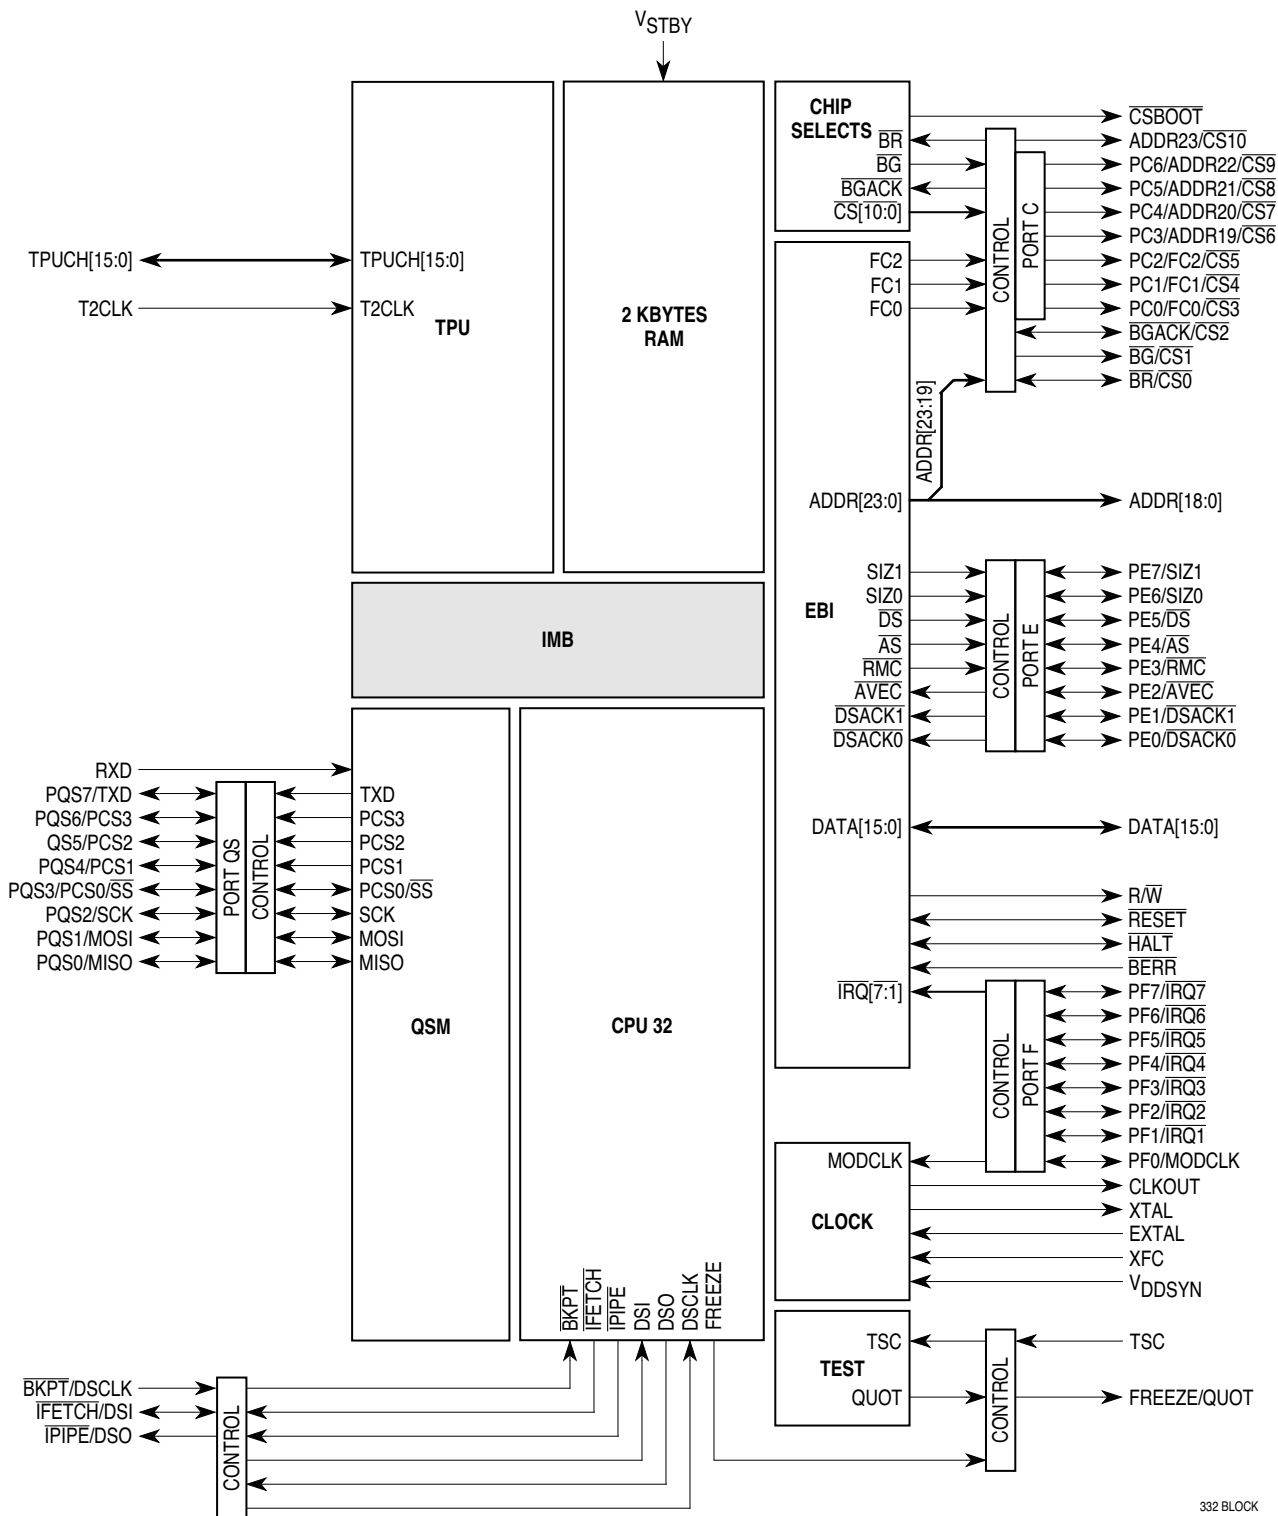 VSTBY
CHIP
SELECTS
BR
BG
BGACK
CS[10:0]
CONTROL
PORT C
CSBOOT
ADDR23/CS10
PC6/ADDR22/CS9
PC5/ADDR21/CS8
PC4/ADDR20/CS7
PC3/ADDR19/CS6
PC2/FC2/CS5
PC1/FC1/CS4
PC0/FC0/CS3
BGACK/CS2
BG/CS1
BR/CS0
TPUCH[15:0]
T2CLK
TPUCH[15:0]
T2CLK
TPU
2 KBYTES
RAM
FC2
FC1
FC0
ADDR[23:19]
ADDR[23:0]
ADDR[18:0]
EBI
SIZ1
SIZ0
DS
AS
RMC
AVEC
DSACK1
DSACK0
CONTROL
PORT E
PE7/SIZ1
PE6/SIZ0
PE5/DS
PE4/AS
PE3/RMC
PE2/AVEC
PE1/DSACK1
PE0/DSACK0
IMB
RXD
PQS7/TXD
PQS6/PCS3
QS5/PCS2
PQS4/PCS1
PQS3/PCS0/SS
PQS2/SCK
PQS1/MOSI
PQS0/MISO
PORT QS
CONTROL
TXD
PCS3
PCS2
PCS1
PCS0/SS
SCK
MOSI
MISO
QSM
CPU 32
DATA[15:0]
DATA[15:0]
R/W
RESET
HALT
BERR
IRQ[7:1]
CONTROL
PORT F
PF7/IRQ7
PF6/IRQ6
PF5/IRQ5
PF4/IRQ4
PF3/IRQ3
PF2/IRQ2
PF1/IRQ1
PF0/MODCLK
MODCLK
CLOCK
CLKOUT
XTAL
EXTAL
XFC
VDDSYN
BKPT
IFETCH
IPIPE
DSI
DSO
DSCLK
FREEZE
TSC
TEST
QUOT
CONTROL
TSC
FREEZE/QUOT
BKPT/DSCLK
IFETCH/DSI
IPIPE/DSO
CONTROL
332 BLOCK